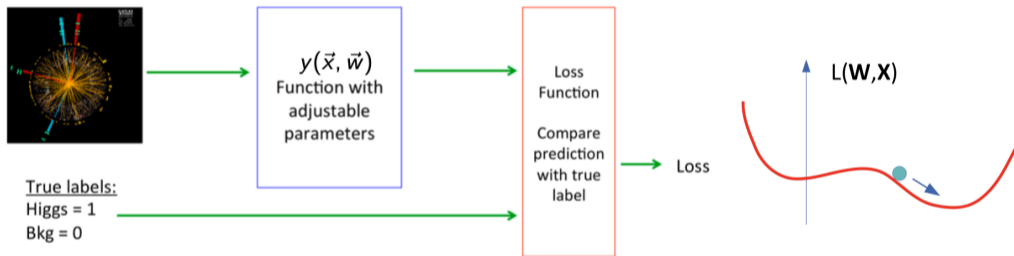 y(x⃗, w⃗)
Function with
adjustable
parameters
Loss
Function
Compare
prediction
with true
label
Loss
L(W,X)
True labels:
Higgs = 1
Bkg = 0